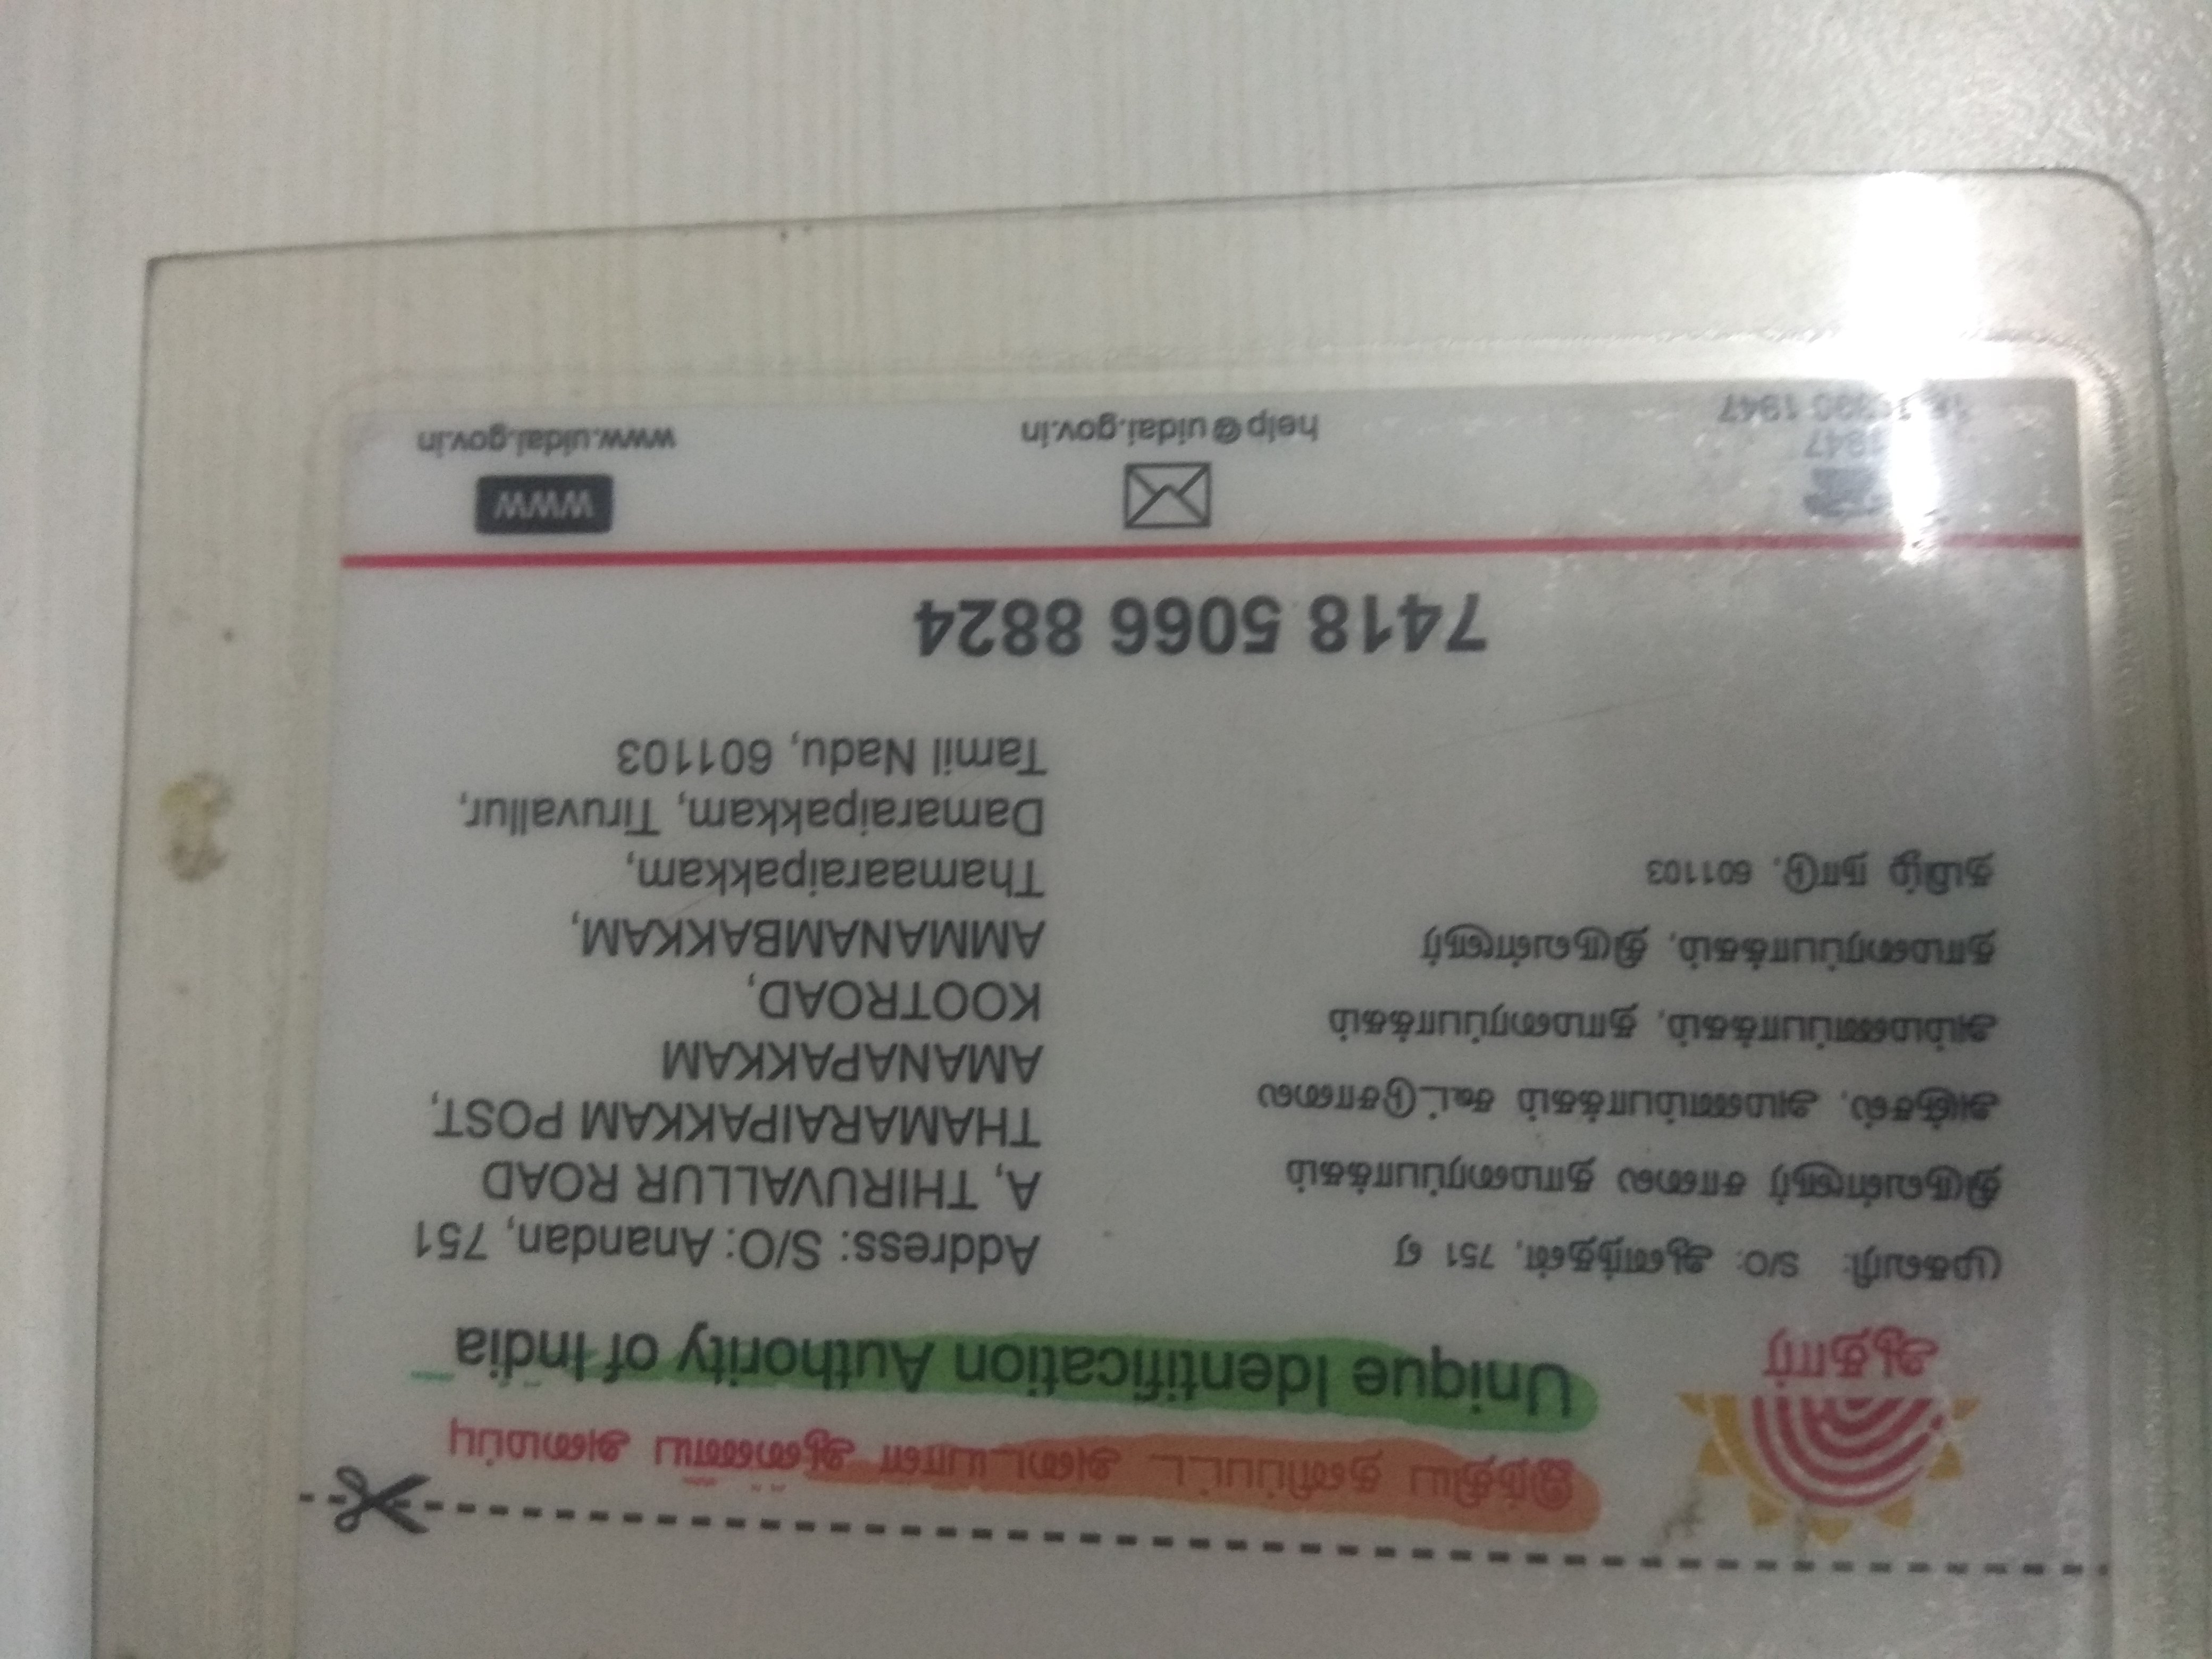 இந்திய தனிப்பட்ட அடையாள ஆணைய அமைப்பு
Unique Identification Authority of India
ஆதார்
முகவரி: S/O: ஆனந்தன், 751 ஏ
திருவள்ளூர் சாலை தாமரைப்பாக்கம்
அஞ்சல், அமணம்பாக்கம் கூட்டுசாலை
அம்மணப்பாக்கம், தாமரைப்பாக்கம்
தாமரைப்பாக்கம், திருவள்ளூர்
தமிழ் நாடு, 601103
Address: S/O: Anandan, 751
A, THIRUVALLUR ROAD
THAMARAIPAKKAM POST,
AMANAPAKKAM
KOOTROAD,
AMMANAMBAKKAM,
Thamaaraipakkam,
Damaraipakkam, Tiruvallur,
Tamil Nadu, 601103
7418 5066 8824
1947
help@uidai.gov.in
WWW
www.uidai.gov.in